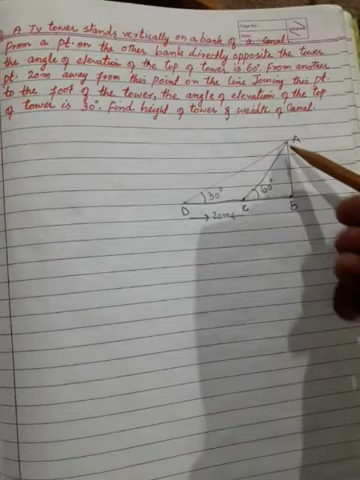 A Tv tower stands vertically on a bank of a canal.
From a pt. on the other bank directly opposite the tower
the angle of elevation of the top of tower is 60°. From another
pt. 20m away from this point on the line Joining this pt.
to the foot of the tower, the angle of elevation of the top
of tower is 30°. Find height of tower & weidth of Canal.
A
30° 60°
D C B
20m